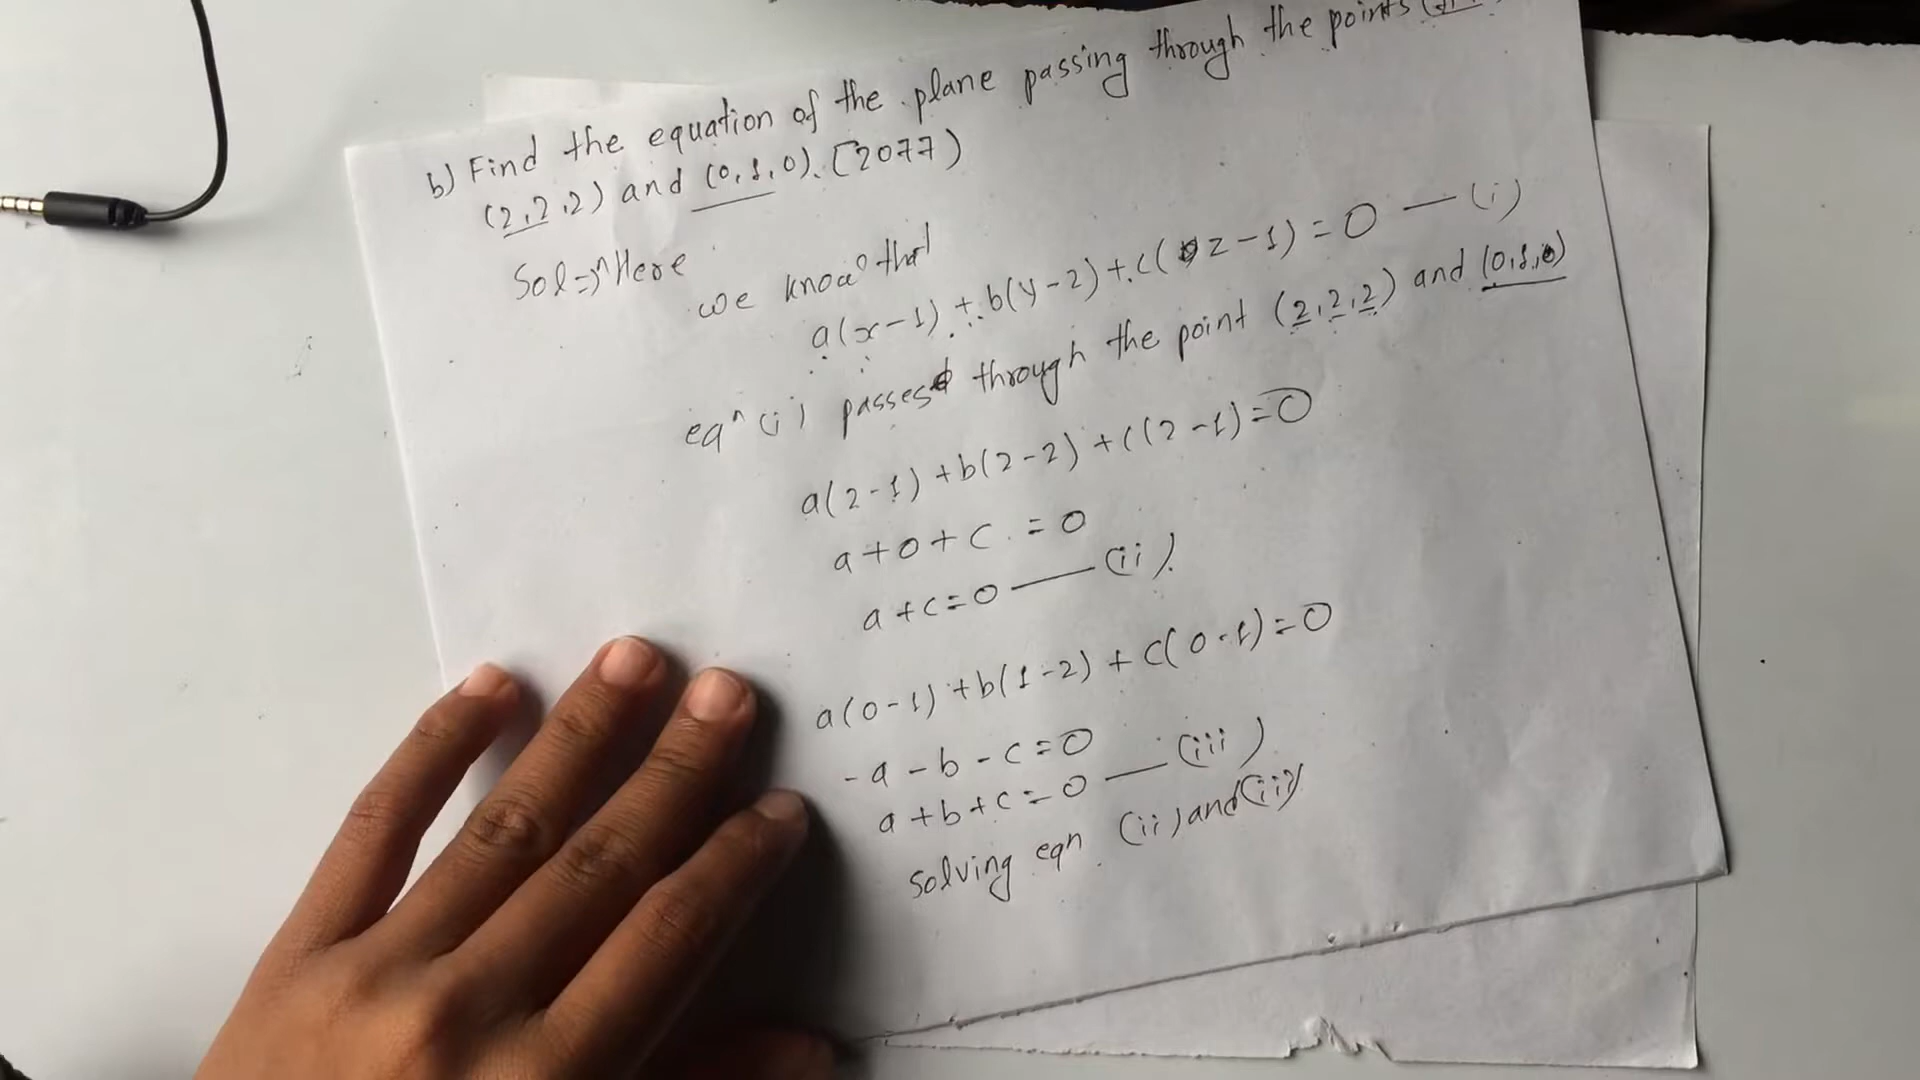 b) Find the equation of the plane passing through the points
(2,2,2) and (0,1,0). [2077)
Solⁿ=> Here
we know that
a(x-1) + b(y-2) + c(z-1) = 0 — (i)
eqⁿ (i) passes through the point (2,2,2) and (0,1,0)
a(2-1) + b(2-2) + c(2-1) = 0
a+0+c = 0
a+c=0 — (ii).
a(0-1) + b(1-2) + c(0-1) = 0
-a-b-c=0
a+b+c=0 — (iii)
solving eqn. (ii) and (iii)